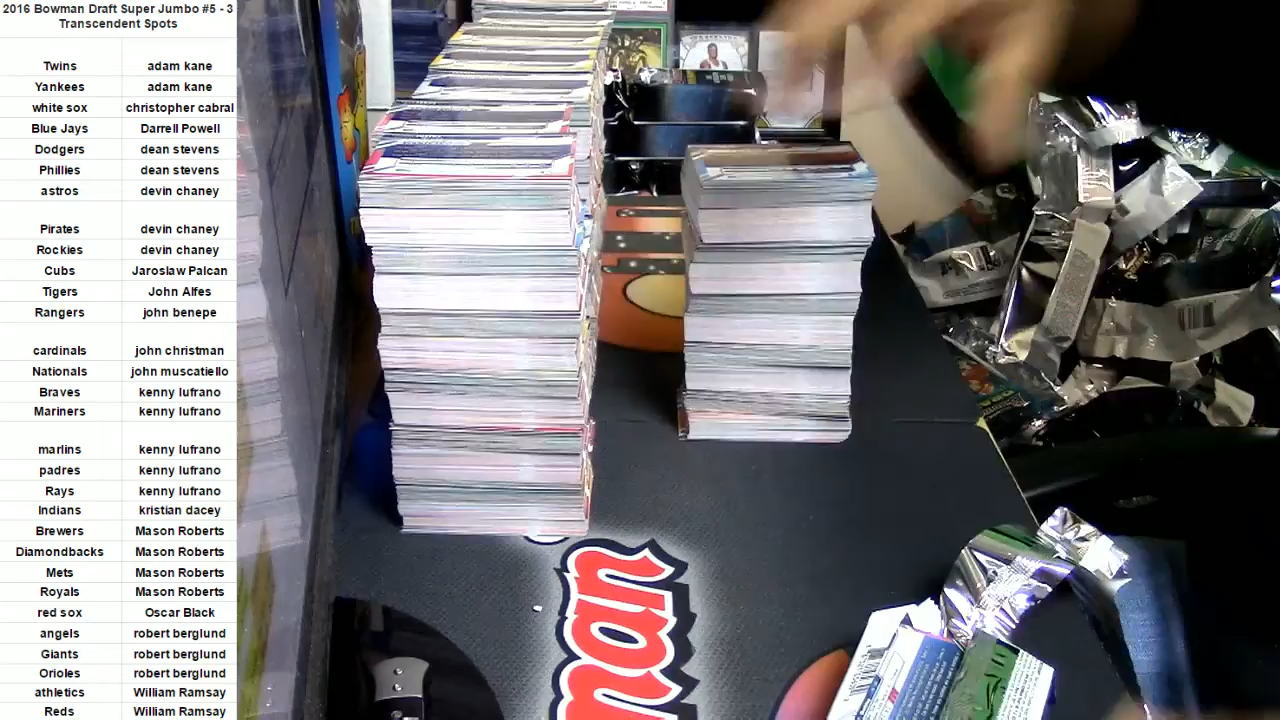 2016 Bowman Draft Super Jumbo #5 - 3
Transcendent Spots
Twins adam kane
Yankees adam kane
white sox christopher cabral
Blue Jays Darrell Powell
Dodgers dean stevens
Phillies dean stevens
astros devin chaney
Pirates devin chaney
Rockies devin chaney
Cubs Jaroslaw Palcan
Tigers John Alfes
Rangers john benepe
cardinals john christman
Nationals john muscatiello
Braves kenny lufrano
Mariners kenny lufrano
marlins kenny lufrano
padres kenny lufrano
Rays kenny lufrano
Indians kristian dacey
Brewers Mason Roberts
Diamondbacks Mason Roberts
Mets Mason Roberts
Royals Mason Roberts
red sox Oscar Black
angels robert berglund
Giants robert berglund
Orioles robert berglund
athletics William Ramsay
Reds William Ramsay